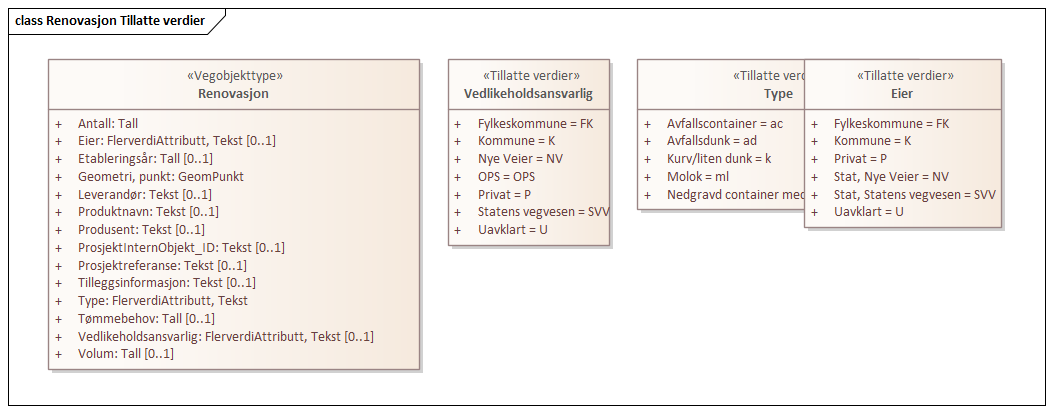 class Renovasjon Tillatte verdier
«Vegobjekttype»
Renovasjon
+ Antall: Tall
+ Eier: FlerverdiAttributt, Tekst [0..1]
+ Etableringsår: Tall [0..1]
+ Geometri, punkt: GeomPunkt
+ Leverandør: Tekst [0..1]
+ Produktnavn: Tekst [0..1]
+ Produsent: Tekst [0..1]
+ ProsjektInternObjekt_ID: Tekst [0..1]
+ Prosjektreferanse: Tekst [0..1]
+ Tilleggsinformasjon: Tekst [0..1]
+ Type: FlerverdiAttributt, Tekst
+ Tømmebehov: Tall [0..1]
+ Vedlikeholdsansvarlig: FlerverdiAttributt, Tekst [0..1]
+ Volum: Tall [0..1]
«Tillatte verdier»
Vedlikeholdsansvarlig
+ Fylkeskommune = FK
+ Kommune = K
+ Nye Veier = NV
+ OPS = OPS
+ Privat = P
+ Statens vegvesen = SVV
+ Uavklart = U
«Tillatte
Type
+ Avfallscontainer = ac
+ Avfallsdunk = ad
+ Kurv/liten dunk = k
+ Molok = ml
+ Nedgravd container med
«Tillatte verdier»
Eier
+ Fylkeskommune = FK
+ Kommune = K
+ Privat = P
+ Stat, Nye Veier = NV
+ Stat, Statens vegvesen = SVV
+ Uavklart = U